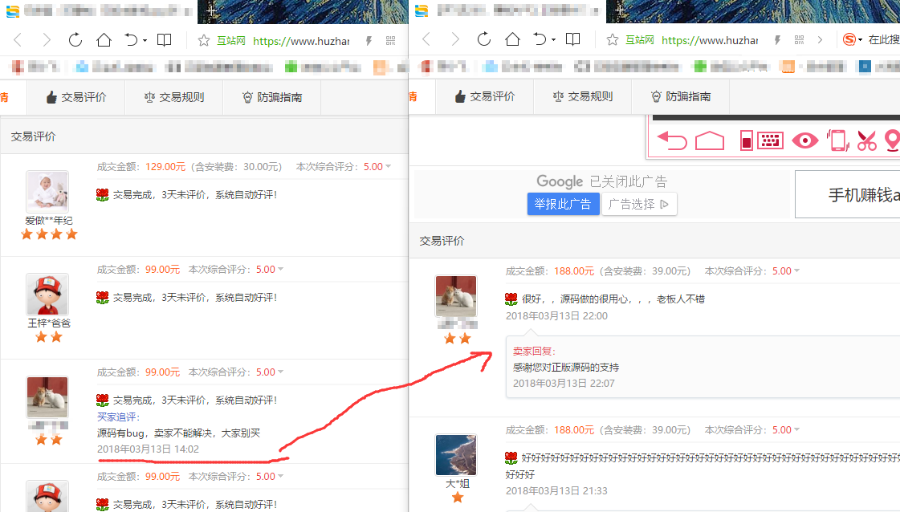 互站网 https://www.huzhan
情 交易评价 交易规则 防骗指南
交易评价
成交金额：129.00元（含安装费：30.00元） 本次综合评分：5.00
交易完成，3天未评价，系统自动好评!
爱做**年纪
成交金额：99.00元 本次综合评分：5.00
交易完成，3天未评价，系统自动好评!
王梓*爸爸
成交金额：99.00元 本次综合评分：5.00
交易完成，3天未评价，系统自动好评!
买家追评：
源码有bug，卖家不能解决，大家别买
2018年03月13日 14:02
成交金额：99.00元 本次综合评分：5.00
交易完成，3天未评价，系统自动好评!
互站网 https://www.huzhar 在此搜
情 交易评价 交易规则 防骗指南
Google 已关闭此广告
举报此广告 广告选择
手机赚钱a
交易评价
成交金额：188.00元（含安装费：39.00元） 本次综合评分：5.00
很好，，源码做的很用心，，，老板人不错
2018年03月13日 22:00
卖家回复：
感谢您对正版源码的支持
2018年03月13日 22:07
成交金额：188.00元（含安装费：39.00元） 本次综合评分：5.00
好好好好好好好好好好好好好好好好好好好好好好好好好好好好好好好好好好好好好好
好好好
大*姐
2018年03月13日 21:33